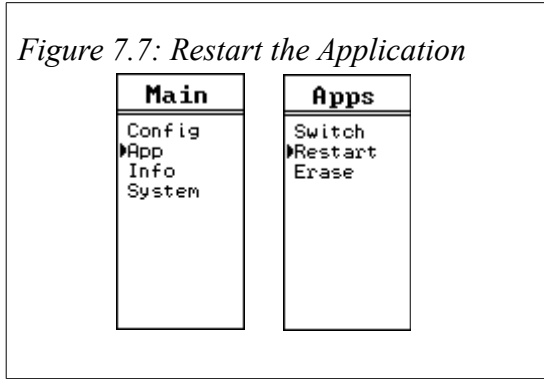 Figure 7.7: Restart the Application
Main
Config
App
Info
System
Apps
Switch
Restart
Erase